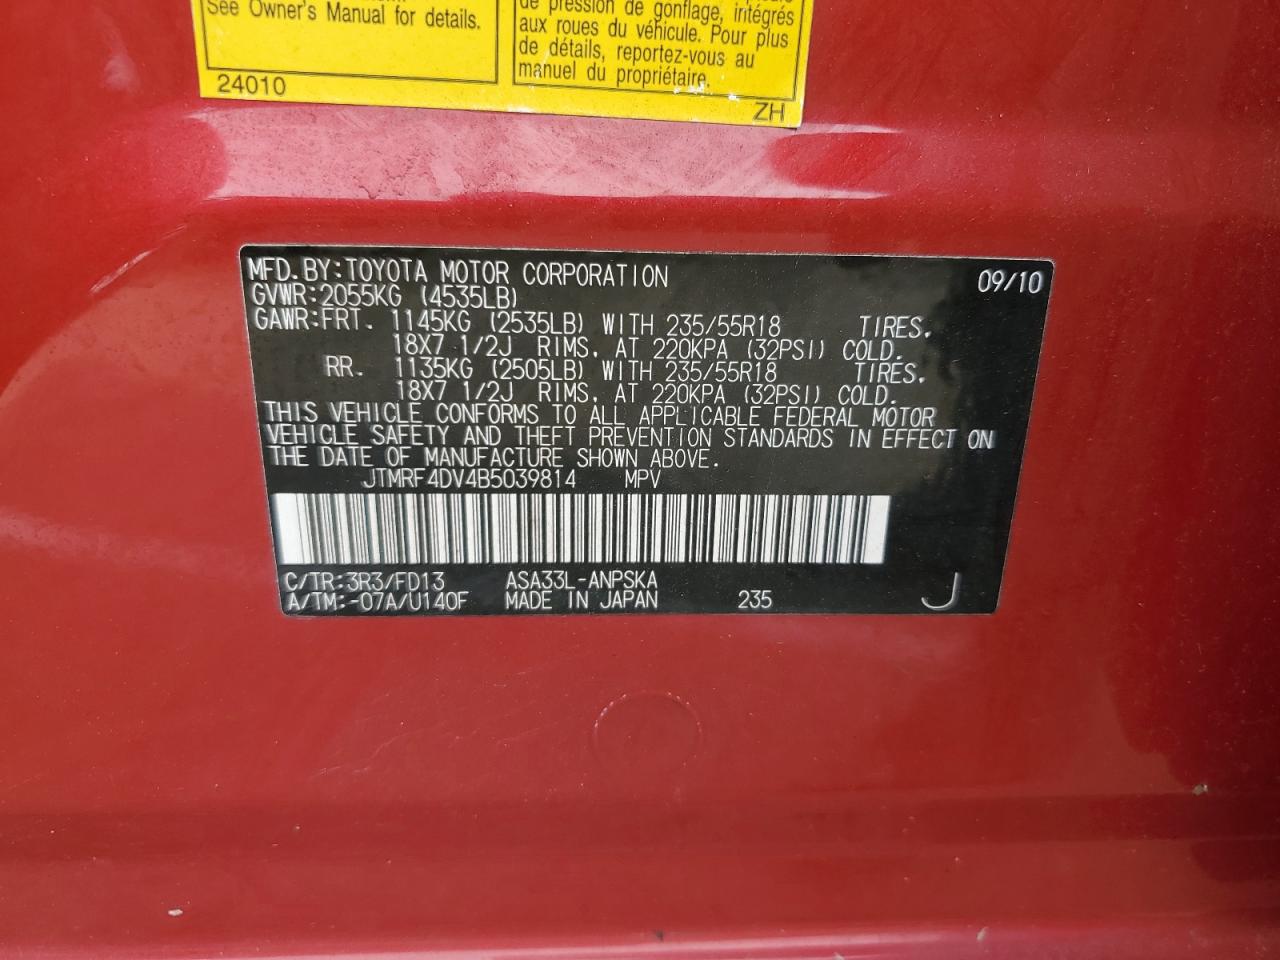 See Owner's Manual for details.
24010
de pression de gonflage, intégrés
aux roues du véhicule. Pour plus
de détails, reportez-vous au
manuel du propriétaire.
ZH
MFD. BY: TOYOTA MOTOR CORPORATION 09/10
GVWR: 2055KG (4535LB)
GAWR: FRT. 1145KG (2535LB) WITH 235/55R18 TIRES,
18X7 1/2J RIMS, AT 220KPA (32PSI) COLD.
RR. 1135KG (2505LB) WITH 235/55R18 TIRES,
18X7 1/2J RIMS, AT 220KPA (32PSI) COLD.
THIS VEHICLE CONFORMS TO ALL APPLICABLE FEDERAL MOTOR
VEHICLE SAFETY AND THEFT PREVENTION STANDARDS IN EFFECT ON
THE DATE OF MANUFACTURE SHOWN ABOVE.
JTMRF4DV4B5039814 MPV
C/TR: 3R3/FD13 ASA33L-ANPSKA
A/TM: -07A/U140F MADE IN JAPAN 235 J